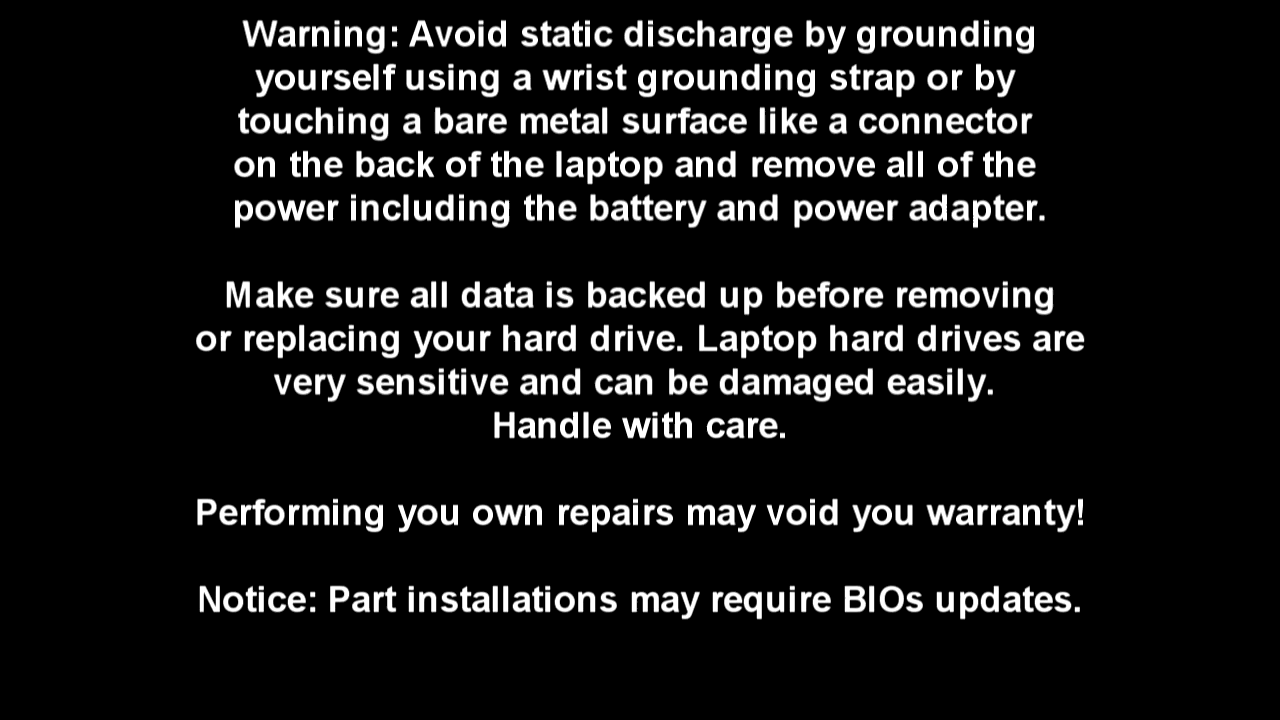 Warning: Avoid static discharge by grounding
yourself using a wrist grounding strap or by
touching a bare metal surface like a connector
on the back of the laptop and remove all of the
power including the battery and power adapter.
Make sure all data is backed up before removing
or replacing your hard drive. Laptop hard drives are
very sensitive and can be damaged easily.
Handle with care.
Performing you own repairs may void you warranty!
Notice: Part installations may require BIOs updates.